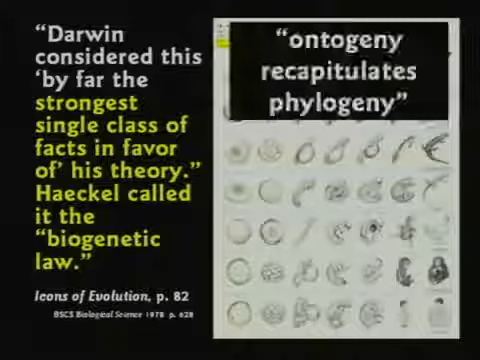 “Darwin
considered this
‘by far the
strongest
single class of
facts in favor
of’ his theory.”
Haeckel called
it the
“biogenetic
law.”
Icons of Evolution, p. 82
BSCS Biological Science 1978 p. 628
“ontogeny
recapitulates
phylogeny”